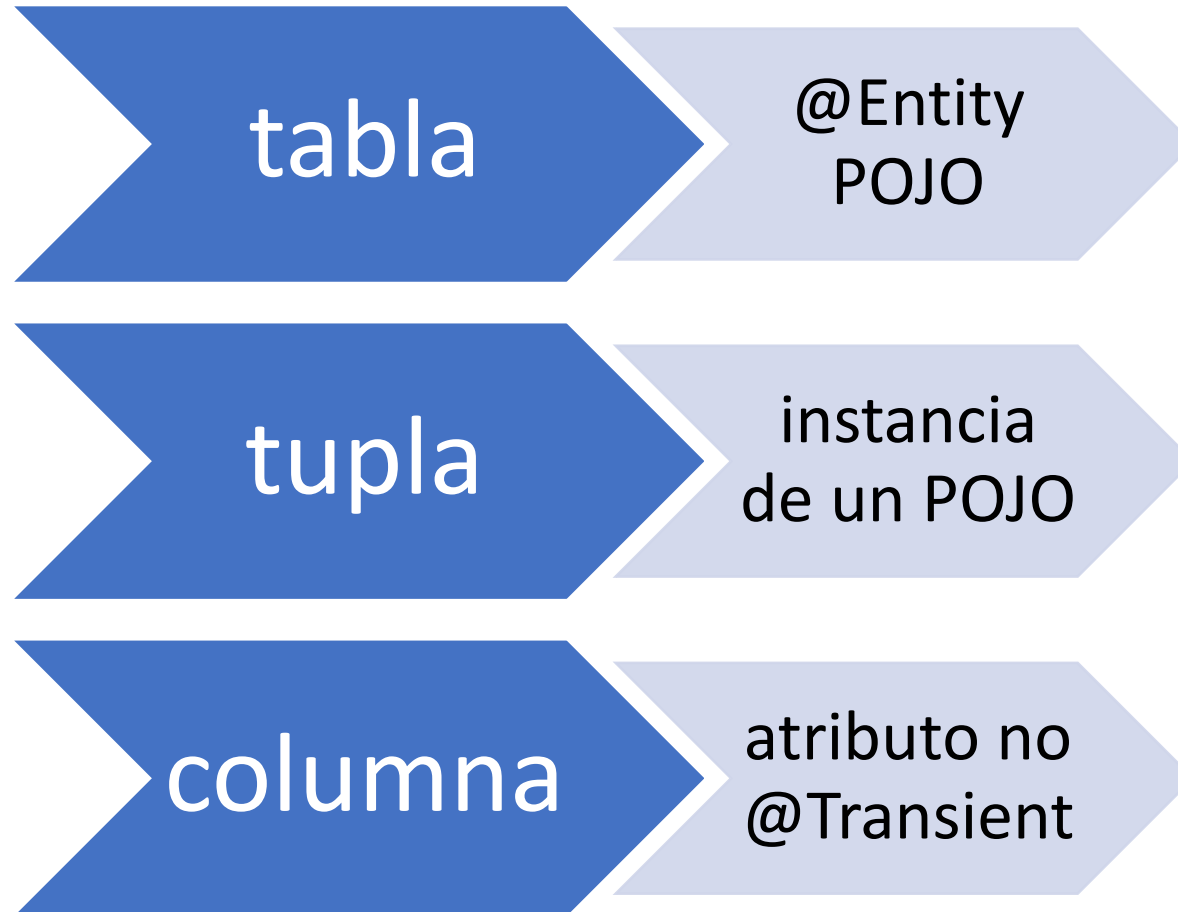 tabla
@Entity
POJO
tupla
instancia
de un POJO
columna
atributo no
@Transient